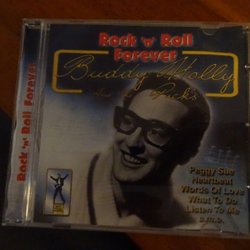 Rock 'n' Roll
Forever
Buddy Holly
Rock 'n' Roll Forever
Peggy Sue
Heartbeat
Words Of Love
What To Do
Listen To Me